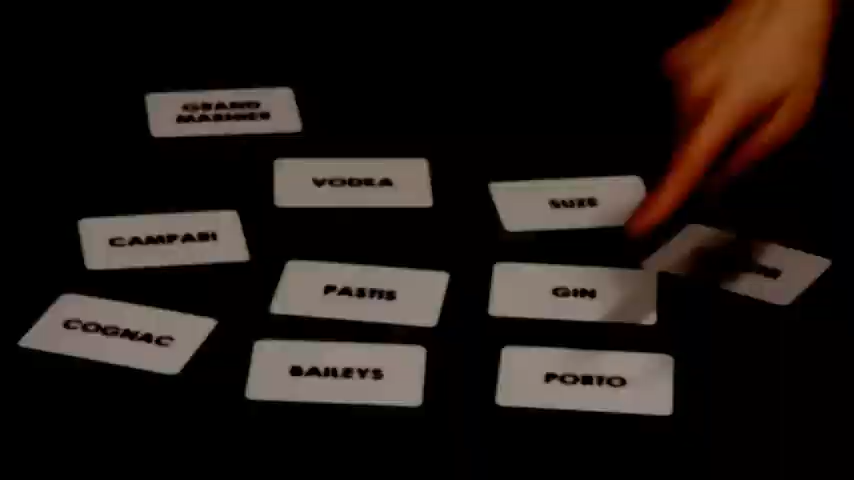 GRAND
MARNIER
VODKA
SUZE
CAMPARI
PASTIS
GIN
COGNAC
BAILEYS
PORTO